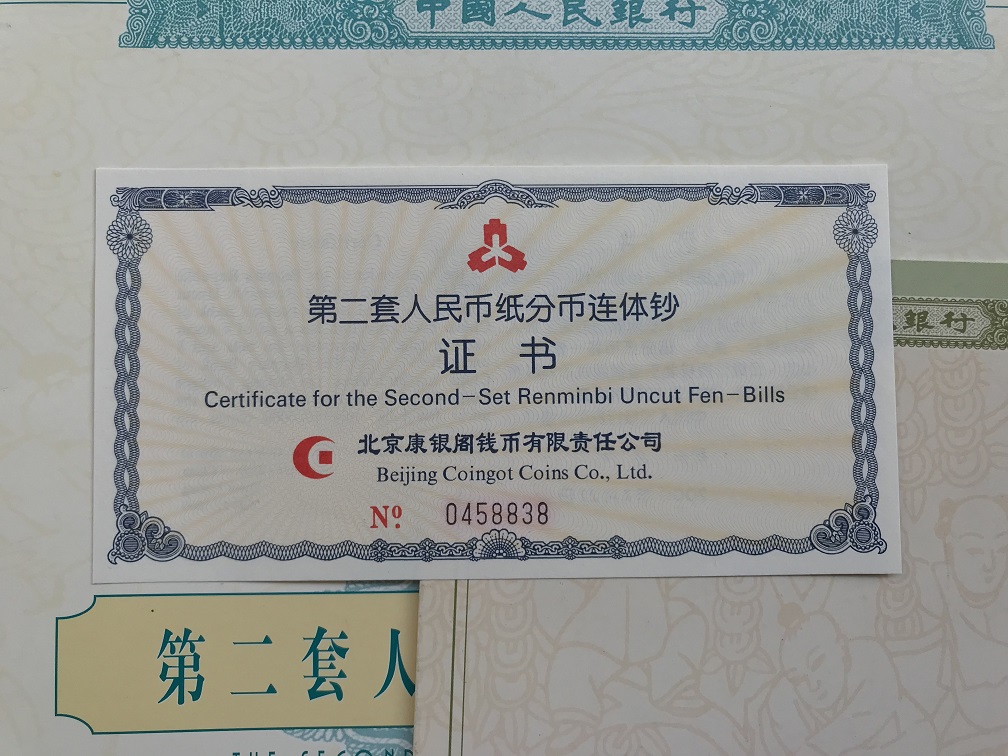 中國人民銀行
第二套人民币纸分币连体钞
证 书
Certificate for the Second-Set Renminbi Uncut Fen-Bills
北京康银阁钱币有限责任公司
Beijing Coingot Coins Co., Ltd.
Nº 0458838
銀行
第二套人
THE SECOND